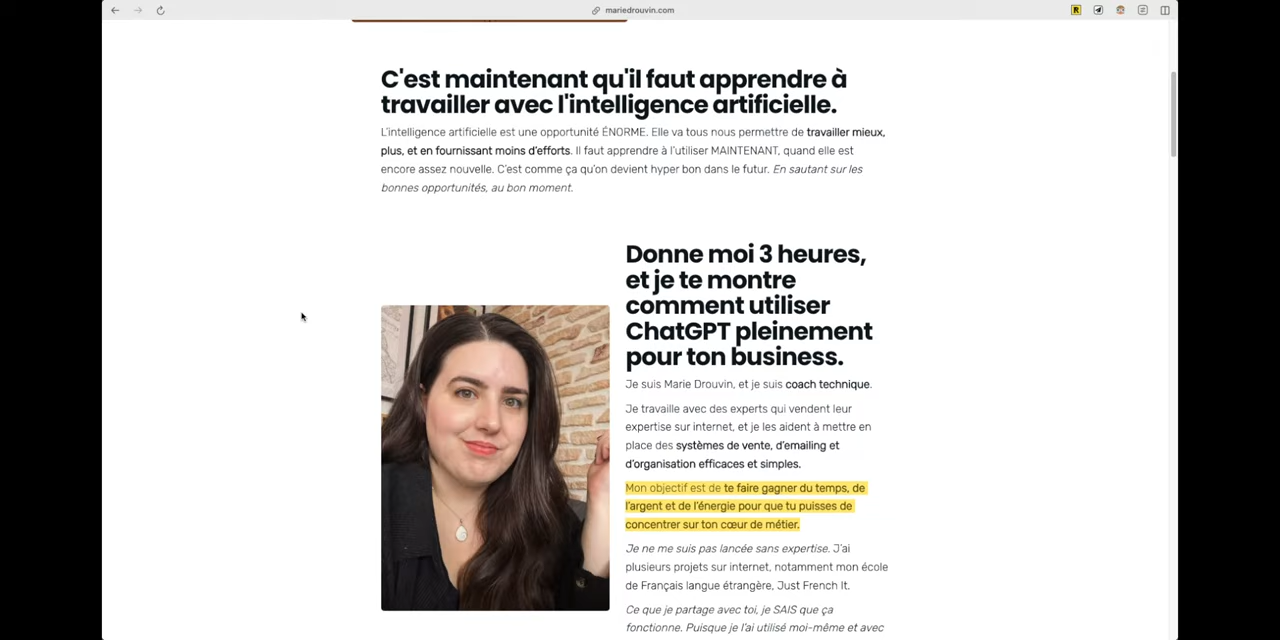 mariedrouvin.com
C'est maintenant qu'il faut apprendre à
travailler avec l'intelligence artificielle.
L'intelligence artificielle est une opportunité ÉNORME. Elle va tous nous permettre de travailler mieux,
plus, et en fournissant moins d'efforts. Il faut apprendre à l'utiliser MAINTENANT, quand elle est
encore assez nouvelle. C'est comme ça qu'on devient hyper bon dans le futur. En sautant sur les
bonnes opportunités, au bon moment.
Donne moi 3 heures,
et je te montre
comment utiliser
ChatGPT pleinement
pour ton business.
Je suis Marie Drouvin, et je suis coach technique.
Je travaille avec des experts qui vendent leur
expertise sur internet, et je les aident à mettre en
place des systèmes de vente, d'emailing et
d'organisation efficaces et simples.
Mon objectif est de te faire gagner du temps, de
l'argent et de l'énergie pour que tu puisses de
concentrer sur ton cœur de métier.
Je ne me suis pas lancée sans expertise. J'ai
plusieurs projets sur internet, notamment mon école
de Français langue étrangère, Just French It.
Ce que je partage avec toi, je SAIS que ça
fonctionne. Puisque je l'ai utilisé moi-même et avec